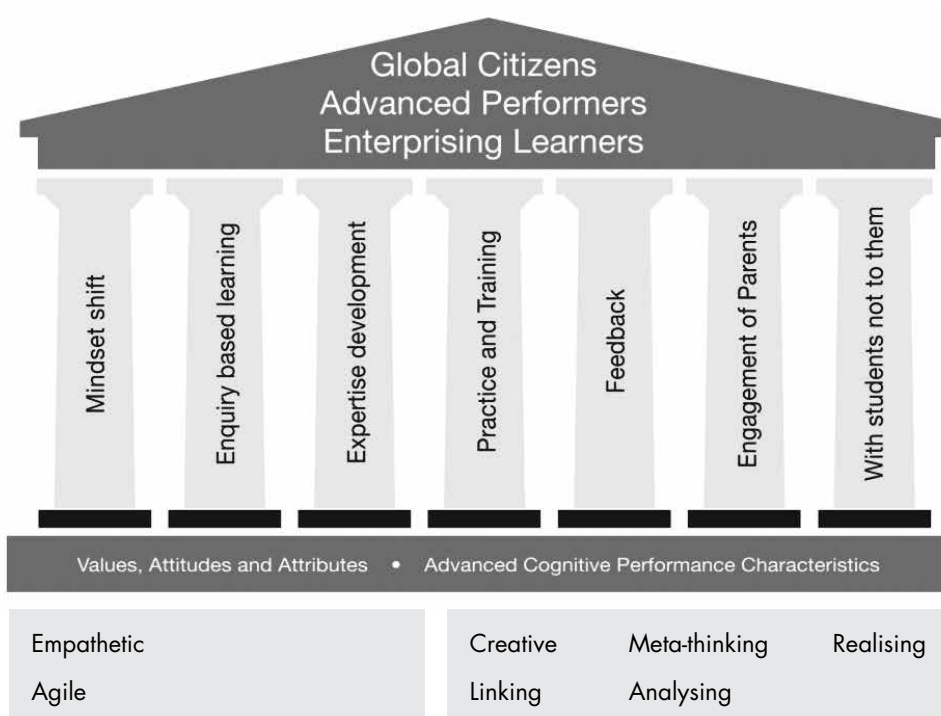 Global Citizens
Advanced Performers
Enterprising Learners
Mindset shift
Enquiry based learning
Expertise development
Practice and Training
Feedback
Engagement of Parents
With students not to them
Values, Attitudes and Attributes • Advanced Cognitive Performance Characteristics
Empathetic
Agile
Creative Meta-thinking Realising
Linking Analysing